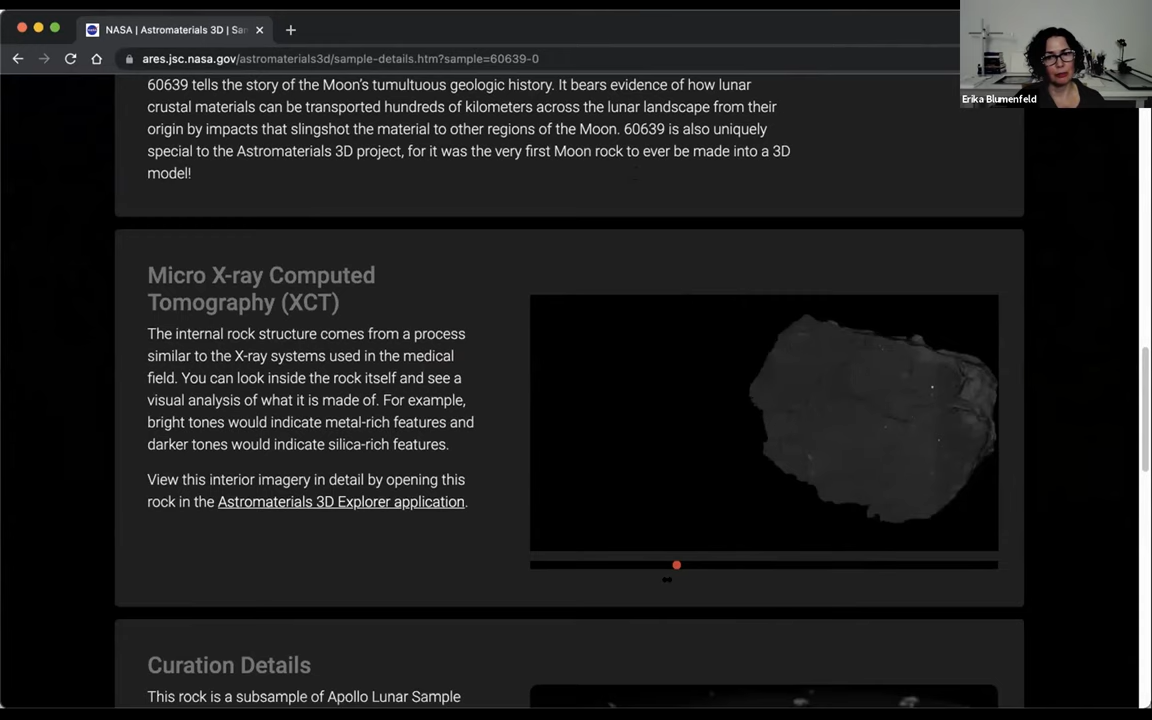 NASA | Astromaterials 3D | Sam
ares.jsc.nasa.gov/astromaterials3d/sample-details.htm?sample=60639-0
Erika Blumenfeld
60639 tells the story of the Moon's tumultuous geologic history. It bears evidence of how lunar
crustal materials can be transported hundreds of kilometers across the lunar landscape from their
origin by impacts that slingshot the material to other regions of the Moon. 60639 is also uniquely
special to the Astromaterials 3D project, for it was the very first Moon rock to ever be made into a 3D
model!
Micro X-ray Computed
Tomography (XCT)
The internal rock structure comes from a process
similar to the X-ray systems used in the medical
field. You can look inside the rock itself and see a
visual analysis of what it is made of. For example,
bright tones would indicate metal-rich features and
darker tones would indicate silica-rich features.
View this interior imagery in detail by opening this
rock in the Astromaterials 3D Explorer application.
Curation Details
This rock is a subsample of Apollo Lunar Sample